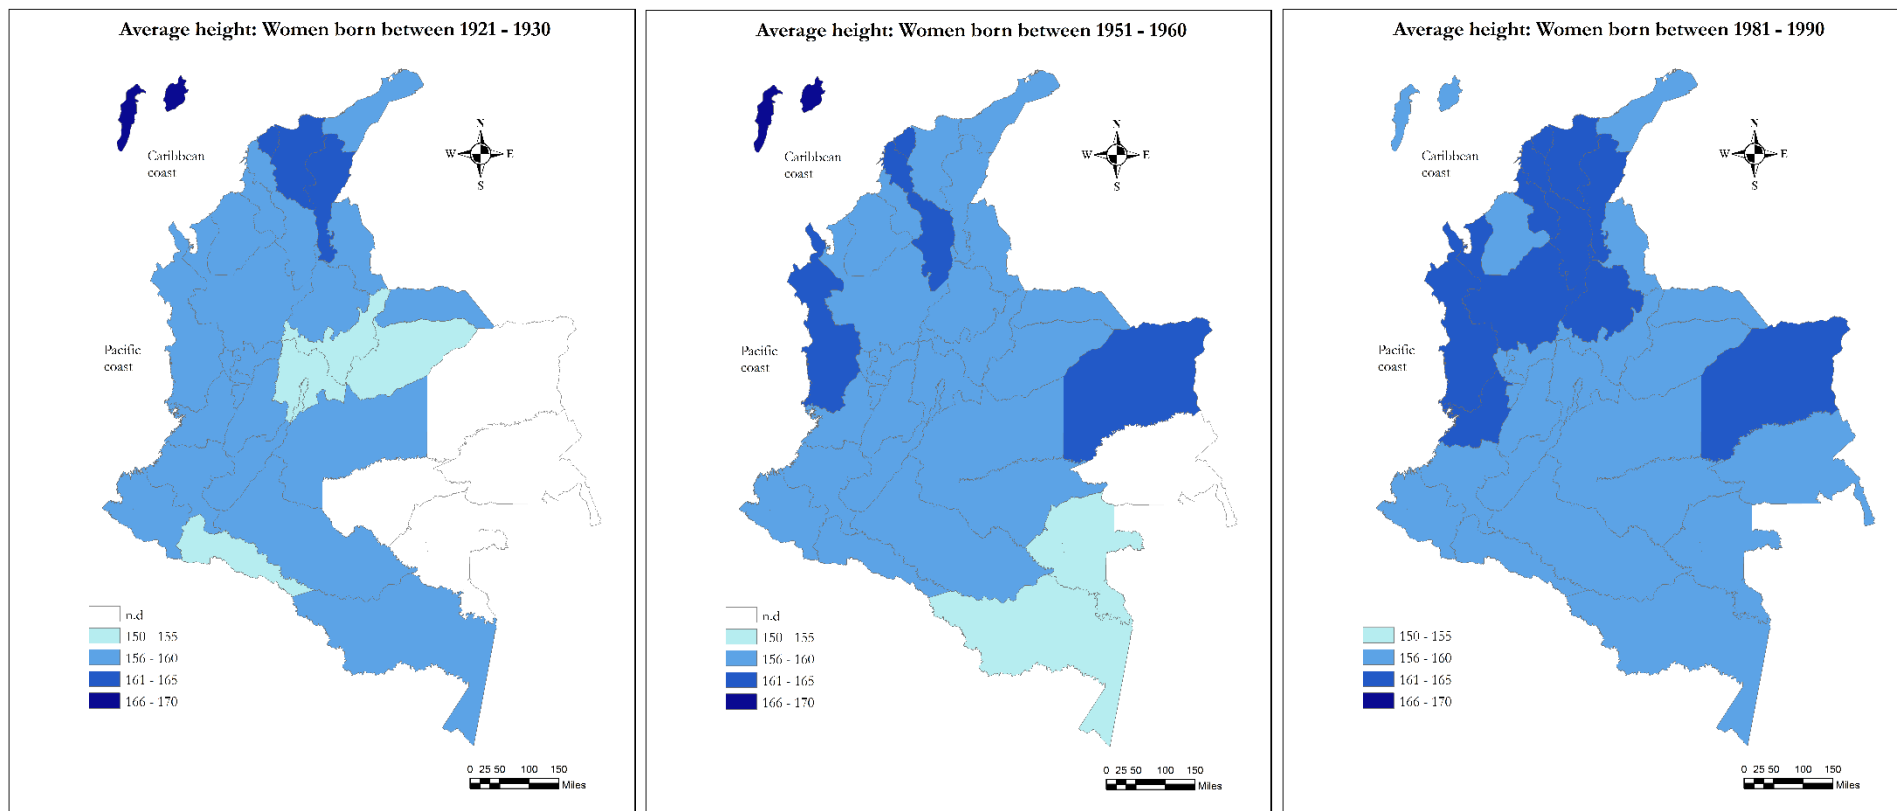 Average height: Women born between 1921 - 1930
N
W E
S
Caribbean
coast
Pacific
coast
n.d
150 - 155
156 - 160
161 - 165
166 - 170
0 25 50 100 150
Miles
Average height: Women born between 1951 - 1960
N
W E
S
Caribbean
coast
Pacific
coast
n.d
150 - 155
156 - 160
161 - 165
166 - 170
0 25 50 100 150
Miles
Average height: Women born between 1981 - 1990
N
W E
S
Caribbean
coast
Pacific
coast
150 - 155
156 - 160
161 - 165
166 - 170
0 25 50 100 150
Miles